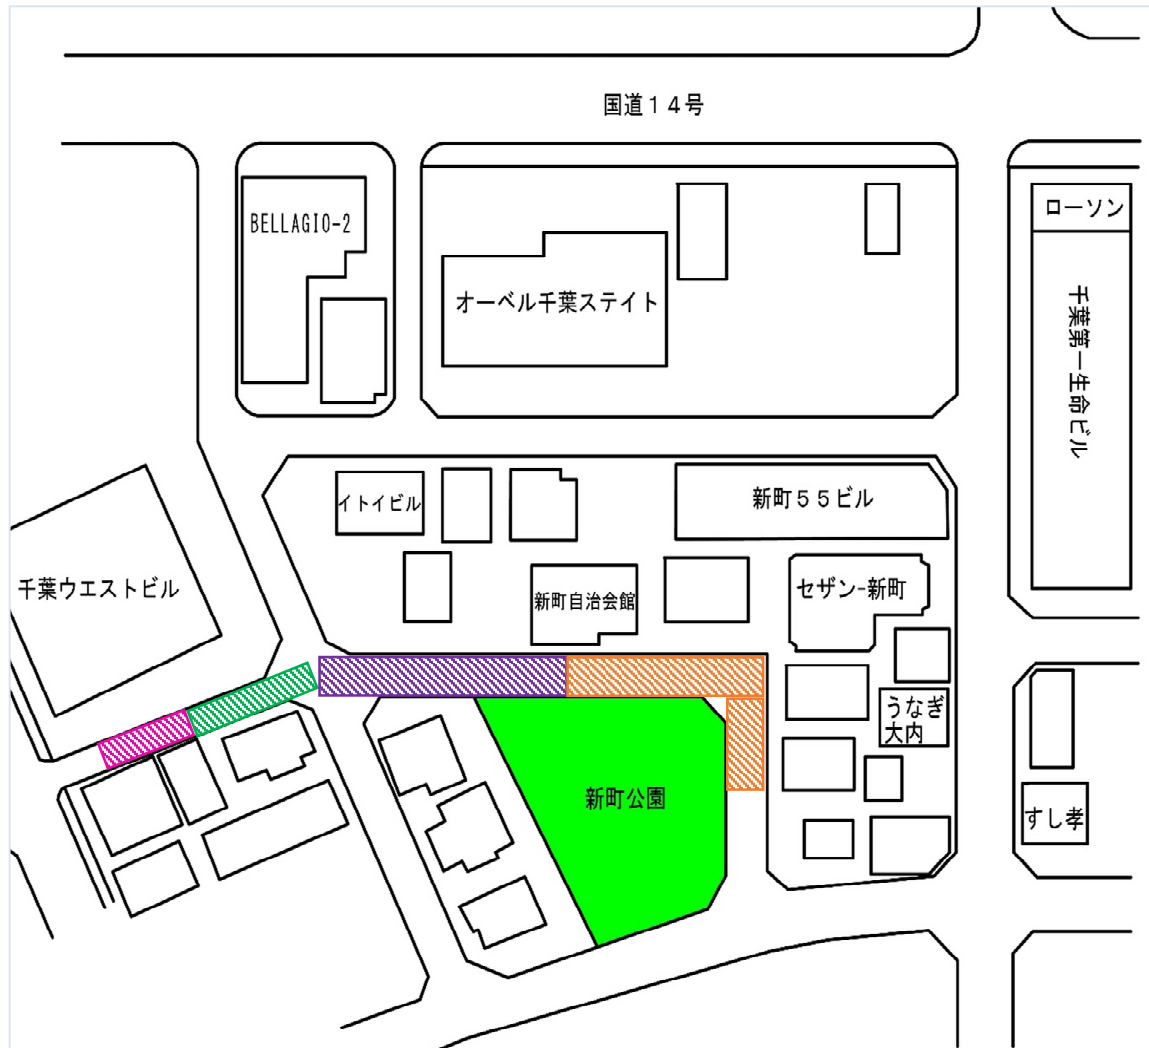 国道１４号
BELLAGIO-2
ローソン
オーベル千葉ステイト
千葉第一生命ビル
イトイビル
新町５５ビル
千葉ウエストビル
新町自治会館
セザン-新町
うなぎ
大内
新町公園
すし孝